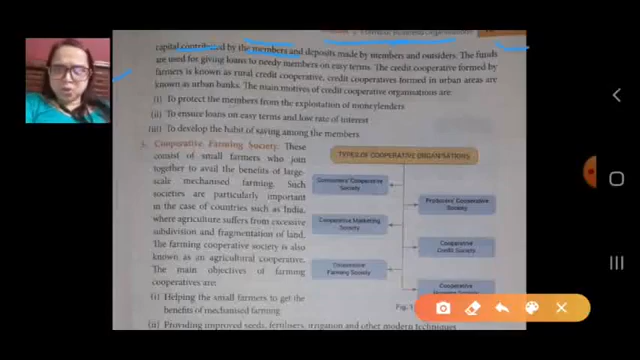 capital contributed by the members and deposits made by members and outsiders. The funds
are used for giving loans to needy members on easy terms. The credit cooperative formed by
farmers is known as rural credit cooperative, credit cooperatives formed in urban areas are
known as urban banks. The main motives of credit cooperative organisations are:
(i) To protect the members from the exploitation of moneylenders
(ii) To ensure loans on easy terms and lose rate of interest
(iii) To develop the habit of saving among the members
5. Cooperative Farming Society These
consist of small farmers who join
together to avail the benefits of large-
scale mechanised farming. Such
societies are particularly important
in the case of countries such as India,
where agriculture suffers from excessive
subdivision and fragmentation of land.
The farming cooperative society is also
known as an agricultural cooperative.
The main objectives of farming
cooperatives are:
(i) Helping the small farmers to get the
benefits of mechanised farming
(ii) Providing improved seeds, fertilisers, irrigation and other modern techniques
TYPES OF COOPERATIVE ORGANISATIONS
Consumers' Cooperative
Society
Producers' Cooperative
Society
Cooperative Marketing
Society
Cooperative
Credit Society
Cooperative
Farming Society
Cooperative
Fig. 1